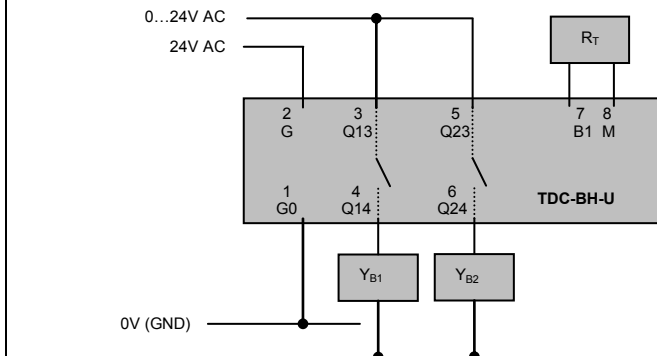 0…24V AC
24V AC
R_T
2 3 5 7 8
G Q13 Q23 B1 M
1 4 6
G0 Q14 Q24
TDC-BH-U
Y_B1 Y_B2
0V (GND)